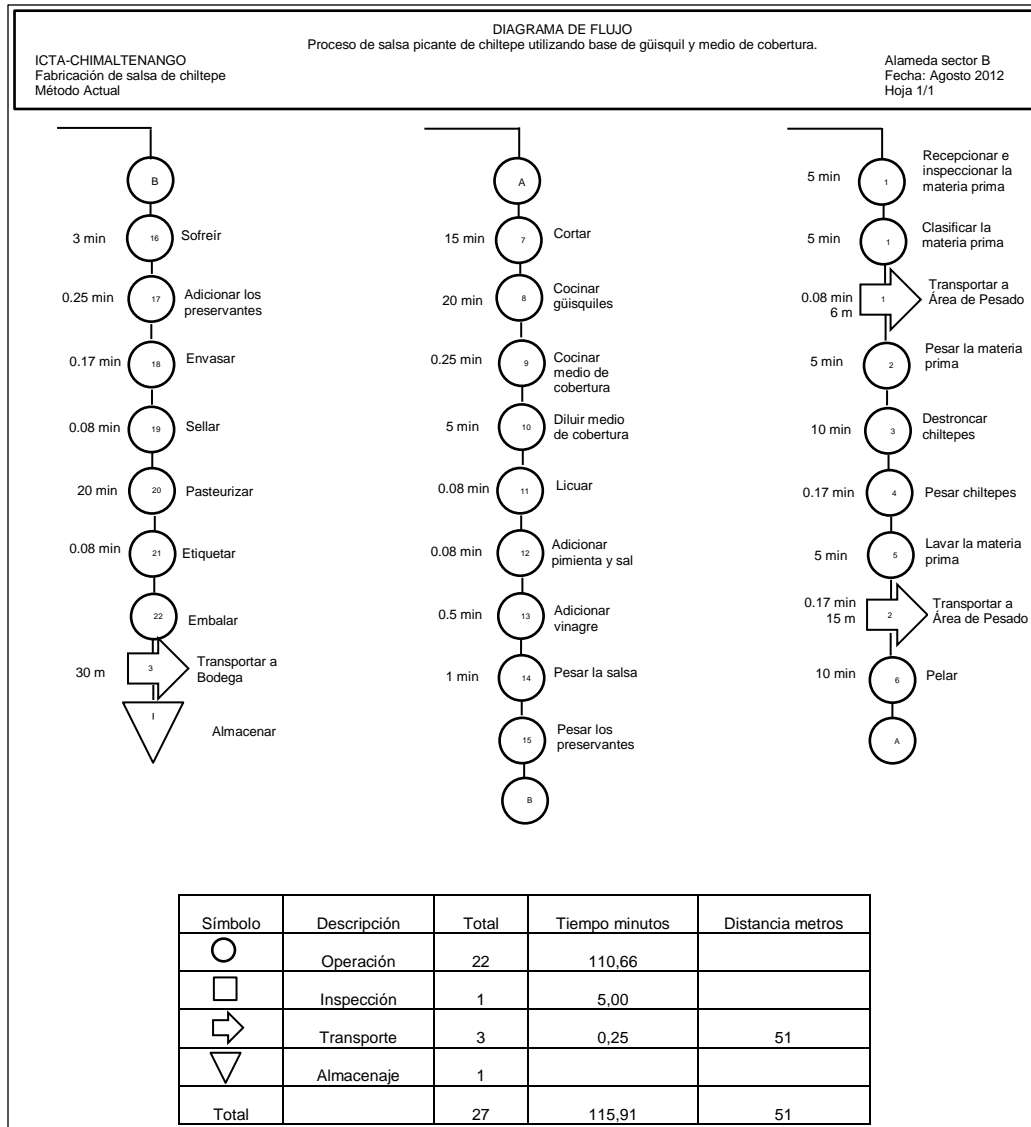 DIAGRAMA DE FLUJO
Proceso de salsa picante de chiltepe utilizando base de güisquil y medio de cobertura.
ICTA-CHIMALTENANGO
Fabricación de salsa de chiltepe
Método Actual
Alameda sector B
Fecha: Agosto 2012
Hoja 1/1
B
3 min 16 Sofreír
0.25 min 17 Adicionar los
preservantes
0.17 min 18 Envasar
0.08 min 19 Sellar
20 min 20 Pasteurizar
0.08 min 21 Etiquetar
22 Embalar
30 m 3 Transportar a
Bodega
I
Almacenar
A
15 min 7 Cortar
20 min 8 Cocinar
güisquiles
0.25 min 9 Cocinar
medio de
cobertura
5 min 10 Diluir medio
de cobertura
0.08 min 11 Licuar
0.08 min 12 Adicionar
pimienta y sal
0.5 min 13 Adicionar
vinagre
1 min 14 Pesar la salsa
15 Pesar los
preservantes
B
5 min 1 Recepcionar e
inspeccionar la
materia prima
5 min 1 Clasificar la
materia prima
0.08 min 1 Transportar a
6 m Área de Pesado
5 min 2 Pesar la materia
prima
10 min 3 Destroncar
chiltepes
0.17 min 4 Pesar chiltepes
5 min 5 Lavar la materia
prima
0.17 min 2 Transportar a
15 m Área de Pesado
10 min 6 Pelar
A
Símbolo Descripción Total Tiempo minutos Distancia metros
Operación 22 110,66
Inspección 1 5,00
Transporte 3 0,25 51
Almacenaje 1
Total 27 115,91 51